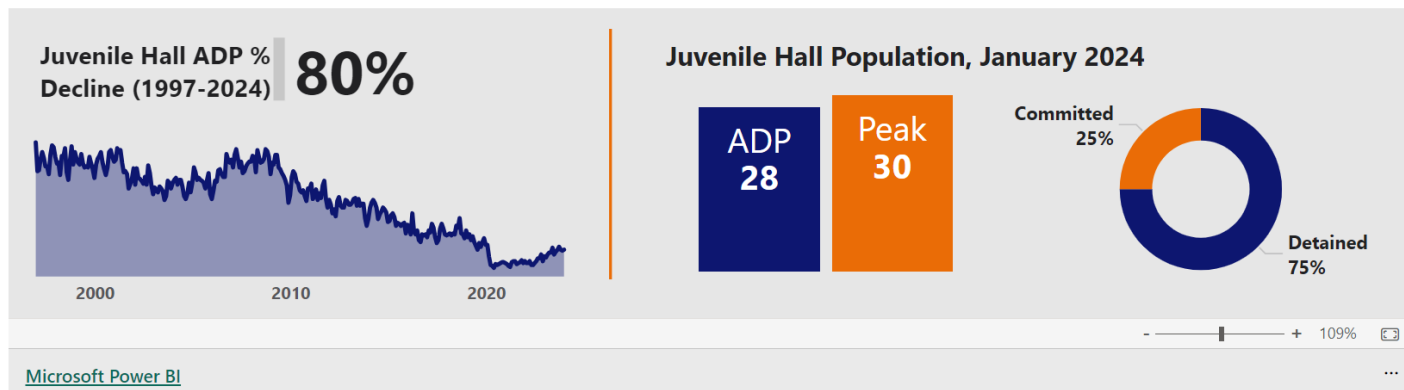 Juvenile Hall ADP %
Decline (1997-2024)
80%
2000
2010
2020
Juvenile Hall Population, January 2024
ADP
28
Peak
30
Committed
25%
Detained
75%
- + 109%
Microsoft Power BI
...